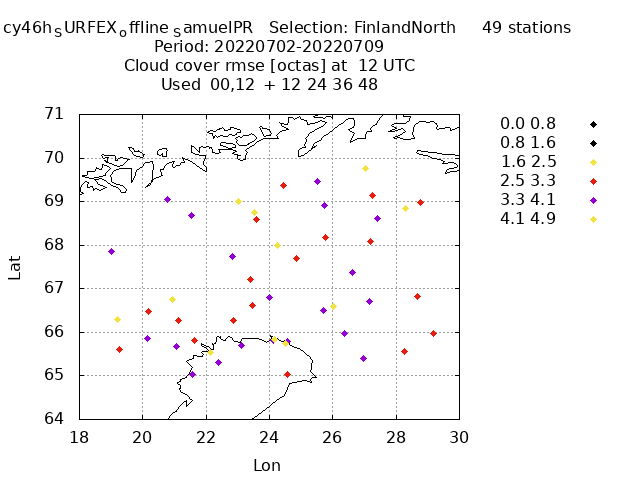 cy46h_SURFEX_offline_SamuelPR Selection: FinlandNorth 49 stations
Period: 20220702-20220709
Cloud cover rmse [octas] at 12 UTC
Used 00,12 + 12 24 36 48
71
70
69
68
67
66
65
64
Lat
18 20 22 24 26 28 30
Lon
0.0 0.8
0.8 1.6
1.6 2.5
2.5 3.3
3.3 4.1
4.1 4.9